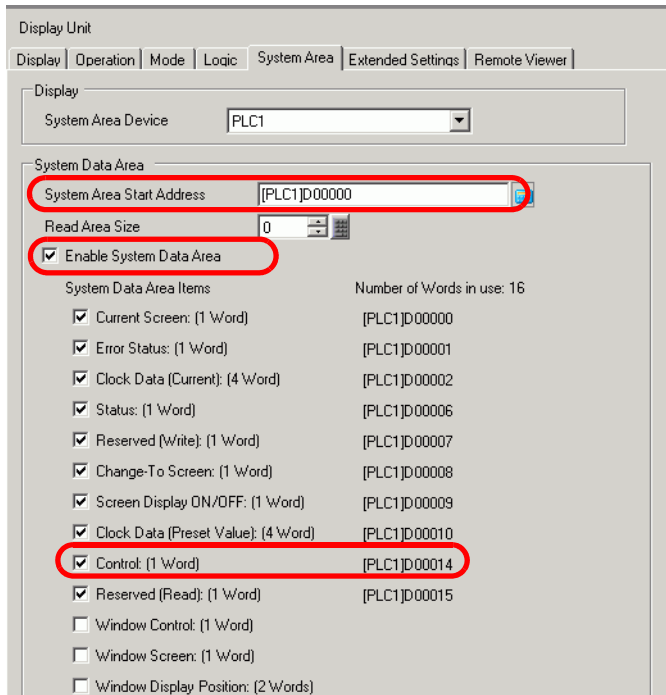 Display Unit
Display Operation Mode Logic System Area Extended Settings Remote Viewer
Display
System Area Device PLC1
System Data Area
System Area Start Address [PLC1]D00000
Read Area Size 0
Enable System Data Area
System Data Area Items Number of Words in use: 16
Current Screen: (1 Word) [PLC1]D00000
Error Status: (1 Word) [PLC1]D00001
Clock Data (Current): (4 Word) [PLC1]D00002
Status: (1 Word) [PLC1]D00006
Reserved (Write): (1 Word) [PLC1]D00007
Change-To Screen: (1 Word) [PLC1]D00008
Screen Display ON/OFF: (1 Word) [PLC1]D00009
Clock Data (Preset Value): (4 Word) [PLC1]D00010
Control: (1 Word) [PLC1]D00014
Reserved (Read): (1 Word) [PLC1]D00015
Window Control: (1 Word)
Window Screen: (1 Word)
Window Display Position: (2 Words)